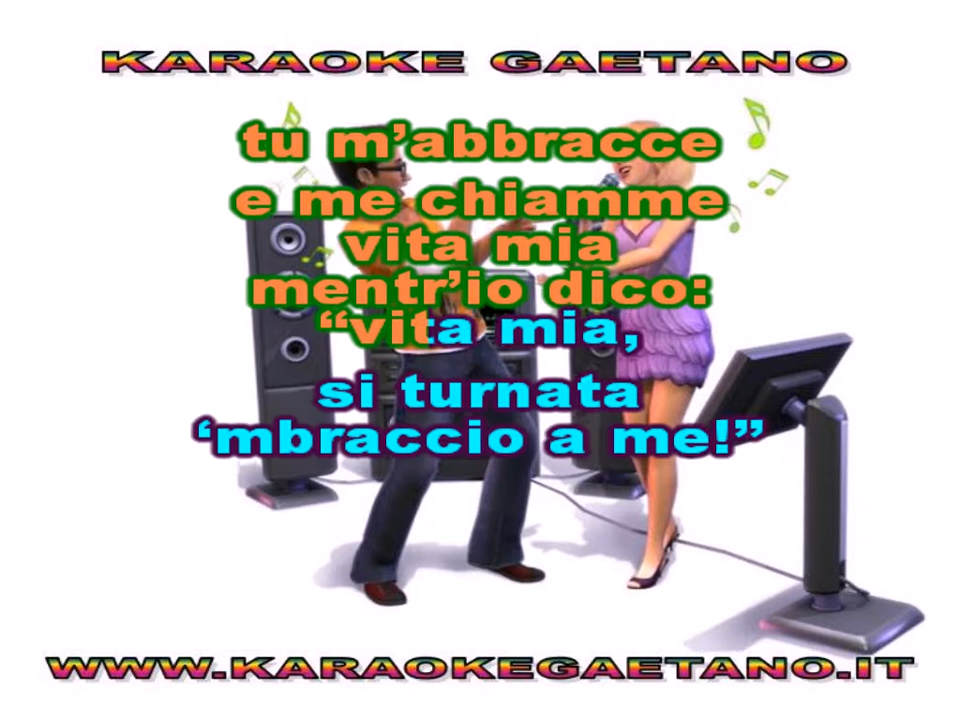 KARAOKE GAETANO
tu m’abbracce
e me chiamme
vita mia
mentr’io dico:
“vita mia,
si turnata
‘mbraccio a me!”
WWW.KARAOKEGAETANO.IT